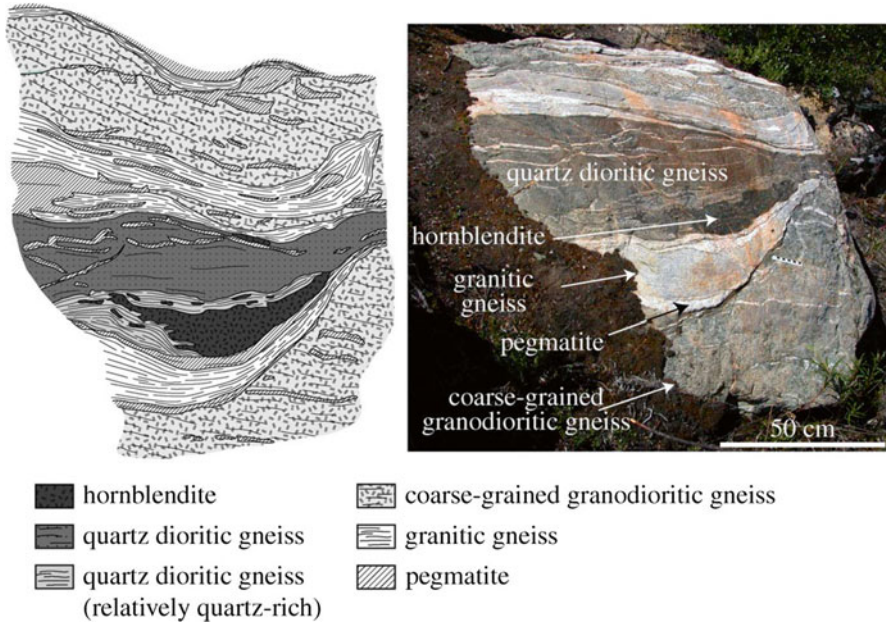 quartz dioritic gneiss
hornblendite
granitic
gneiss
pegmatite
coarse-grained
granodioritic gneiss
50 cm
hornblendite
quartz dioritic gneiss
quartz dioritic gneiss
(relatively quartz-rich)
coarse-grained granodioritic gneiss
granitic gneiss
pegmatite